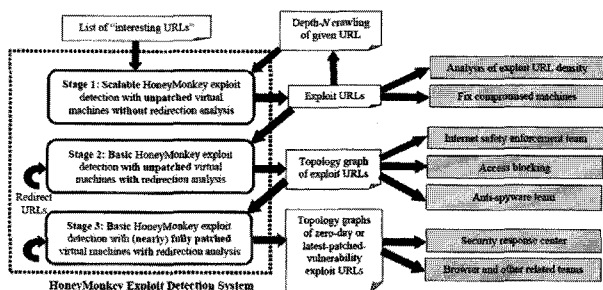 List of "interesting URLs"
Depth-N crawling
of given URL
Stage 1: Scalable HoneyMonkey exploit
detection with unpatched virtual
machines without redirection analysis
Exploit URLs
Analysis of exploit URL density
Fix compromised machines
Stage 2: Basic HoneyMonkey exploit
detection with unpatched virtual
machines with redirection analysis
Redirect
URLs
Topology graph
of exploit URLs
Internet safety enforcement team
Access blocking
Anti-spyware team
Stage 3: Basic HoneyMonkey exploit
detection with (nearly) fully patched
virtual machines with redirection analysis
Topology graphs
of zero-day or
latest-patched-
vulnerability
exploit URLs
Security response center
Browser and other related teams
HoneyMonkey Exploit Detection System